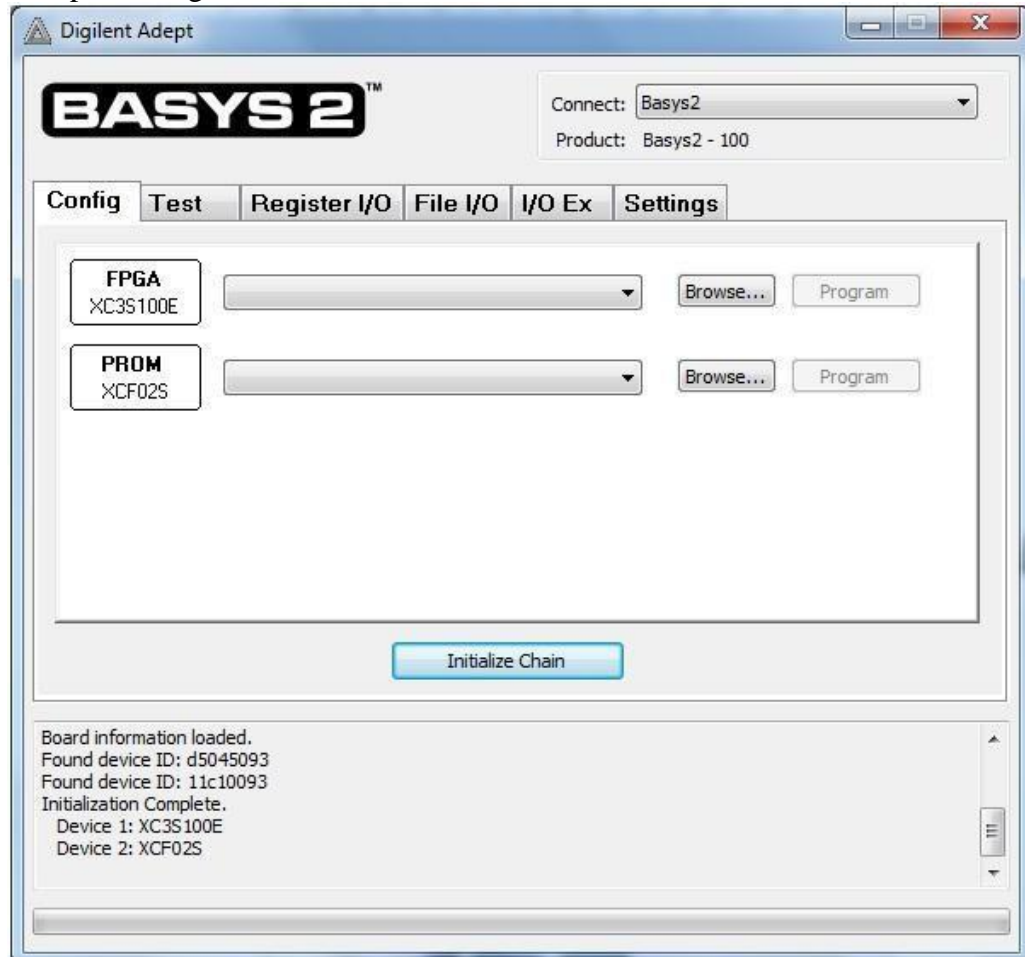 Digilent Adept
BASYS 2™
Connect: Basys2
Product: Basys2 - 100
Config Test Register I/O File I/O I/O Ex Settings
FPGA
XC3S100E
Browse... Program
PROM
XCF02S
Browse... Program
Initialize Chain
Board information loaded.
Found device ID: d5045093
Found device ID: 11c10093
Initialization Complete.
Device 1: XC3S100E
Device 2: XCF02S